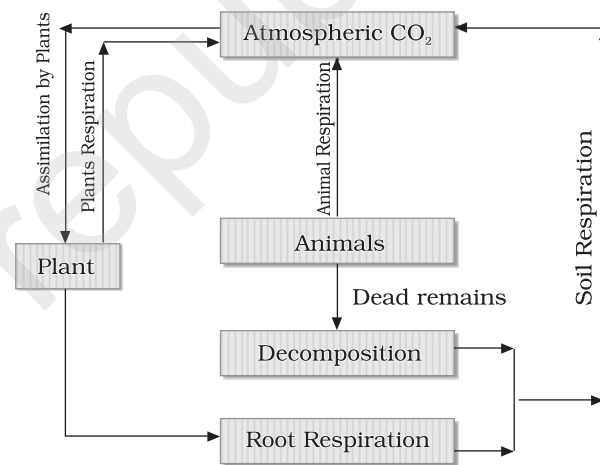 Atmospheric CO₂
Assimilation by Plants
Plants Respiration
Animal Respiration
Soil Respiration
Animals
Plant
Dead remains
Decomposition
Root Respiration